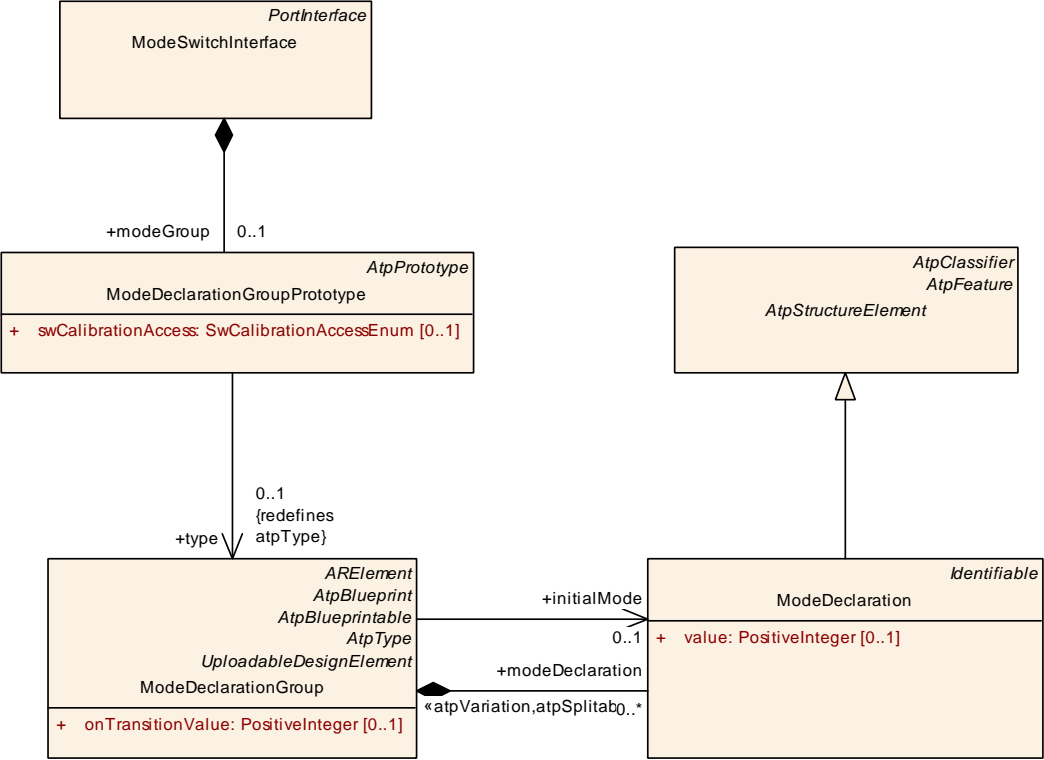 PortInterface
ModeSwitchInterface
+modeGroup 0..1
AtpPrototype
ModeDeclarationGroupPrototype
+ swCalibrationAccess: SwCalibrationAccessEnum [0..1]
AtpClassifier
AtpFeature
AtpStructureElement
0..1
{redefines
+type atpType}
ARElement
AtpBlueprint
AtpBlueprintable
AtpType
UploadableDesignElement
ModeDeclarationGroup
+ onTransitionValue: PositiveInteger [0..1]
+initialMode
0..1
+modeDeclaration
«atpVariation,atpSplitab 0..*
Identifiable
ModeDeclaration
+ value: PositiveInteger [0..1]